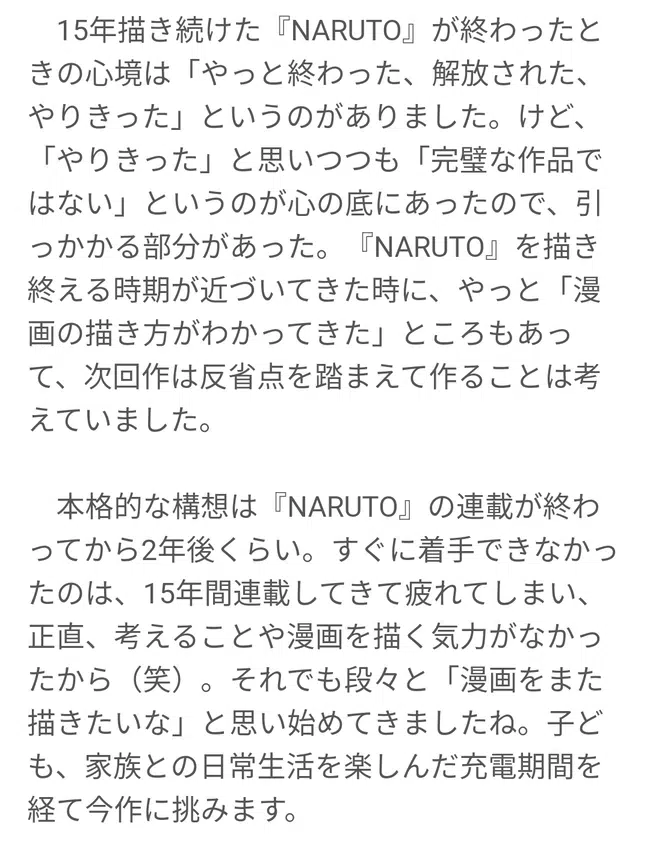 15年描き続けた『NARUTO』が終わったと
きの心境は「やっと終わった、解放された、
やりきった」というのがありました。けど、
「やりきった」と思いつつも「完璧な作品で
はない」というのが心の底にあったので、引
っかかる部分があった。『NARUTO』を描き
終える時期が近づいてきた時に、やっと「漫
画の描き方がわかってきた」ところもあっ
て、次回作は反省点を踏まえて作ることは考
えていました。
本格的な構想は『NARUTO』の連載が終わ
ってから2年後くらい。すぐに着手できなかっ
たのは、15年間連載してきて疲れてしまい、
正直、考えることや漫画を描く気力がなかっ
たから（笑）。それでも段々と「漫画をまた
描きたいな」と思い始めてきましたね。子ど
も、家族との日常生活を楽しんだ充電期間を
経て今作に挑みます。